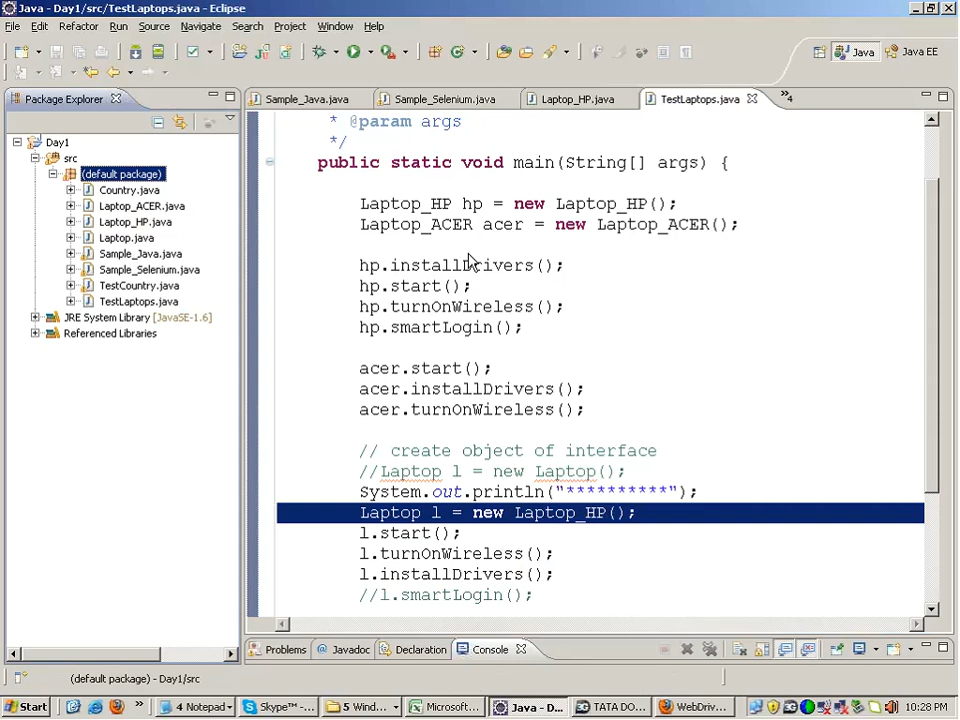 Java - Day1/src/TestLaptops.java - Eclipse
File Edit Refactor Run Source Navigate Search Project Window Help
Java Java EE
Package Explorer
Sample_Java.java Sample_Selenium.java Laptop_HP.java TestLaptops.java 4
Day1
src
(default package)
Country.java
Laptop_ACER.java
Laptop_HP.java
Laptop.java
Sample_Java.java
Sample_Selenium.java
TestCountry.java
TestLaptops.java
JRE System Library [JavaSE-1.6]
Referenced Libraries
* @param args
*/
public static void main(String[] args) {
Laptop_HP hp = new Laptop_HP();
Laptop_ACER acer = new Laptop_ACER();
hp.installDrivers();
hp.start();
hp.turnOnWireless();
hp.smartLogin();
acer.start();
acer.installDrivers();
acer.turnOnWireless();
// create object of interface
//Laptop l = new Laptop();
System.out.println("**********");
Laptop l = new Laptop_HP();
l.start();
l.turnOnWireless();
l.installDrivers();
//l.smartLogin();
Problems Javadoc Declaration Console
(default package) - Day1/src
Start 4 Notepad Skype™ -... 5 Wind... Microsoft... Java - D... TATA DO... WebDriv... 10:28 PM